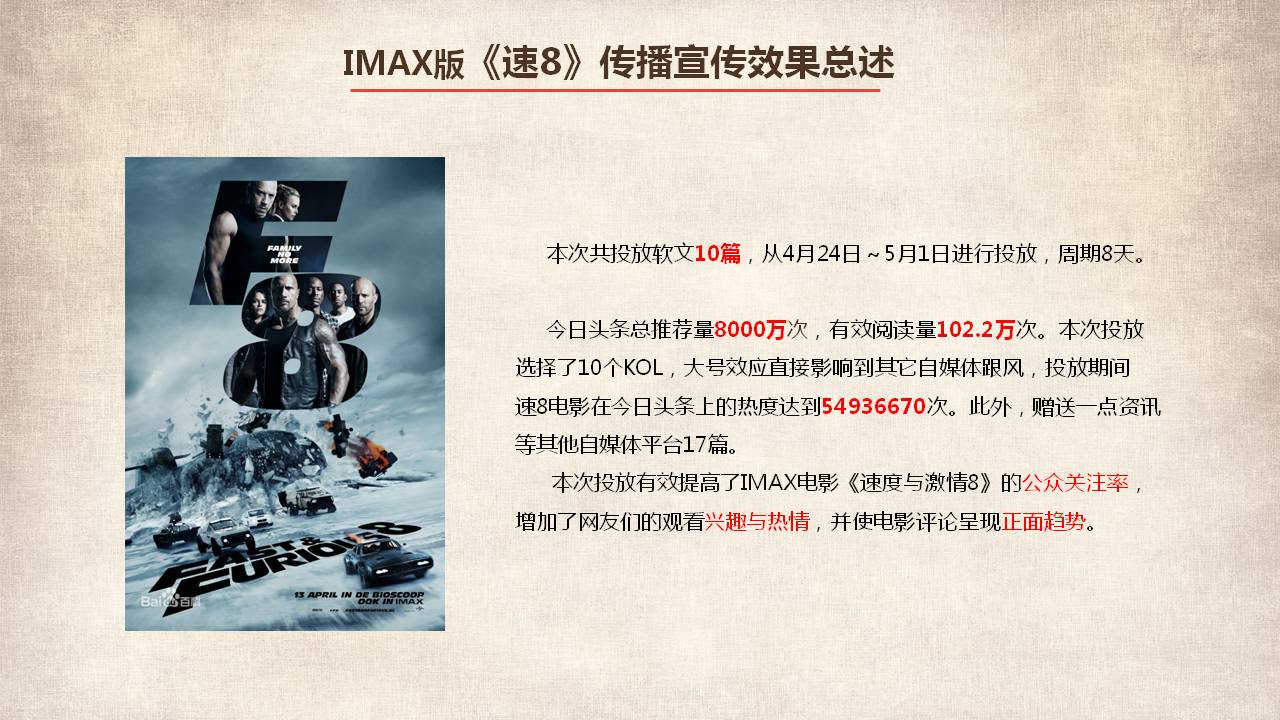 IMAX版《速8》传播宣传效果总述
FAMILY
NO
MORE
FAST &
FURIOUS 8
13 APRIL IN DE BIOSCOOP
OOK IN IMAX
Bai 百科
本次共投放软文10篇，从4月24日～5月1日进行投放，周期8天。
今日头条总推荐量8000万次，有效阅读量102.2万次。本次投放
选择了10个KOL，大号效应直接影响到其它自媒体跟风，投放期间
速8电影在今日头条上的热度达到54936670次。此外，赠送一点资讯
等其他自媒体平台17篇。
本次投放有效提高了IMAX电影《速度与激情8》的公众关注率，
增加了网友们的观看兴趣与热情，并使电影评论呈现正面趋势。